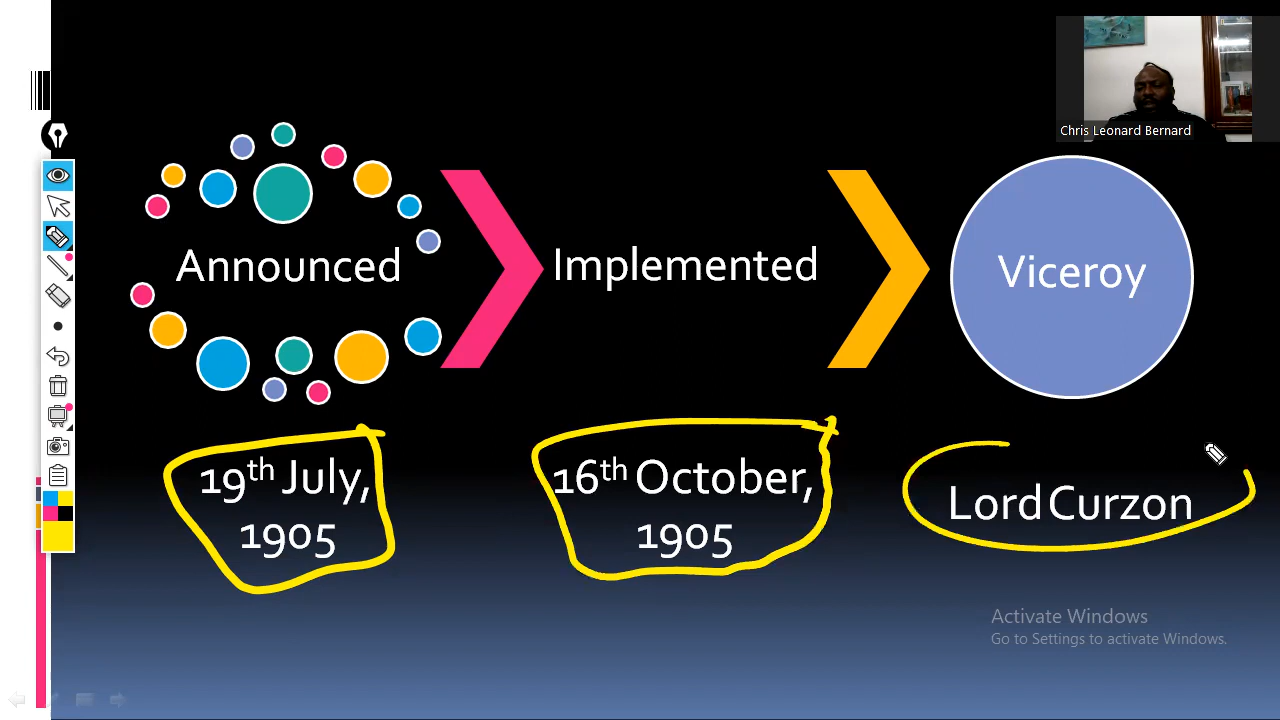 Chris Leonard Bernard
Announced
Implemented
Viceroy
19th July,
1905
16th October,
1905
Lord Curzon
Activate Windows
Go to Settings to activate Windows.